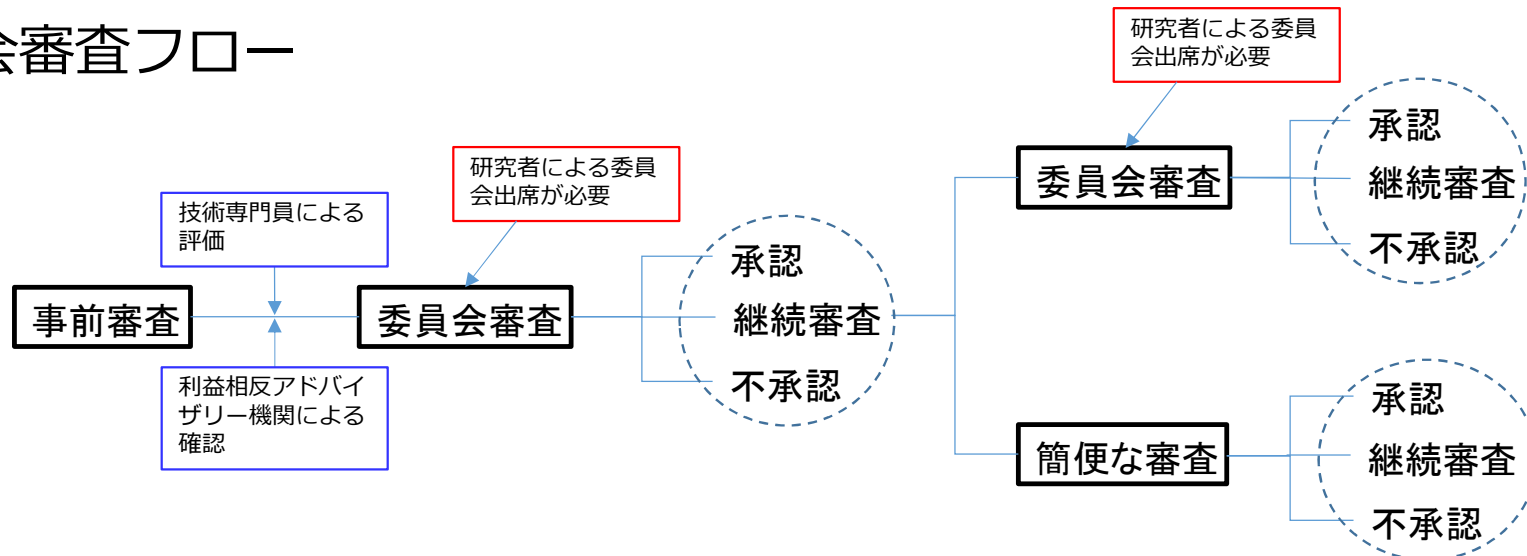 会審査フロー
研究者による委員
会出席が必要
承認
継続審査
不承認
委員会審査
研究者による委員
会出席が必要
技術専門員による
評価
事前審査
委員会審査
承認
継続審査
不承認
利益相反アドバイ
ザリー機関による
確認
簡便な審査
承認
継続審査
不承認